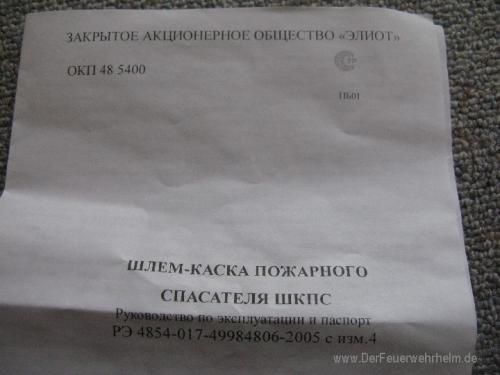 ЗАКРЫТОЕ АКЦИОНЕРНОЕ ОБЩЕСТВО «ЭЛИОТ»
ОКП 48 5400
ПБ01
ШЛЕМ-КАСКА ПОЖАРНОГО
СПАСАТЕЛЯ ШКПС
Руководство по эксплуатации и паспорт
РЭ 4854-017-49984806-2005 с изм.4
www.DerFeuerwehrhelm.de